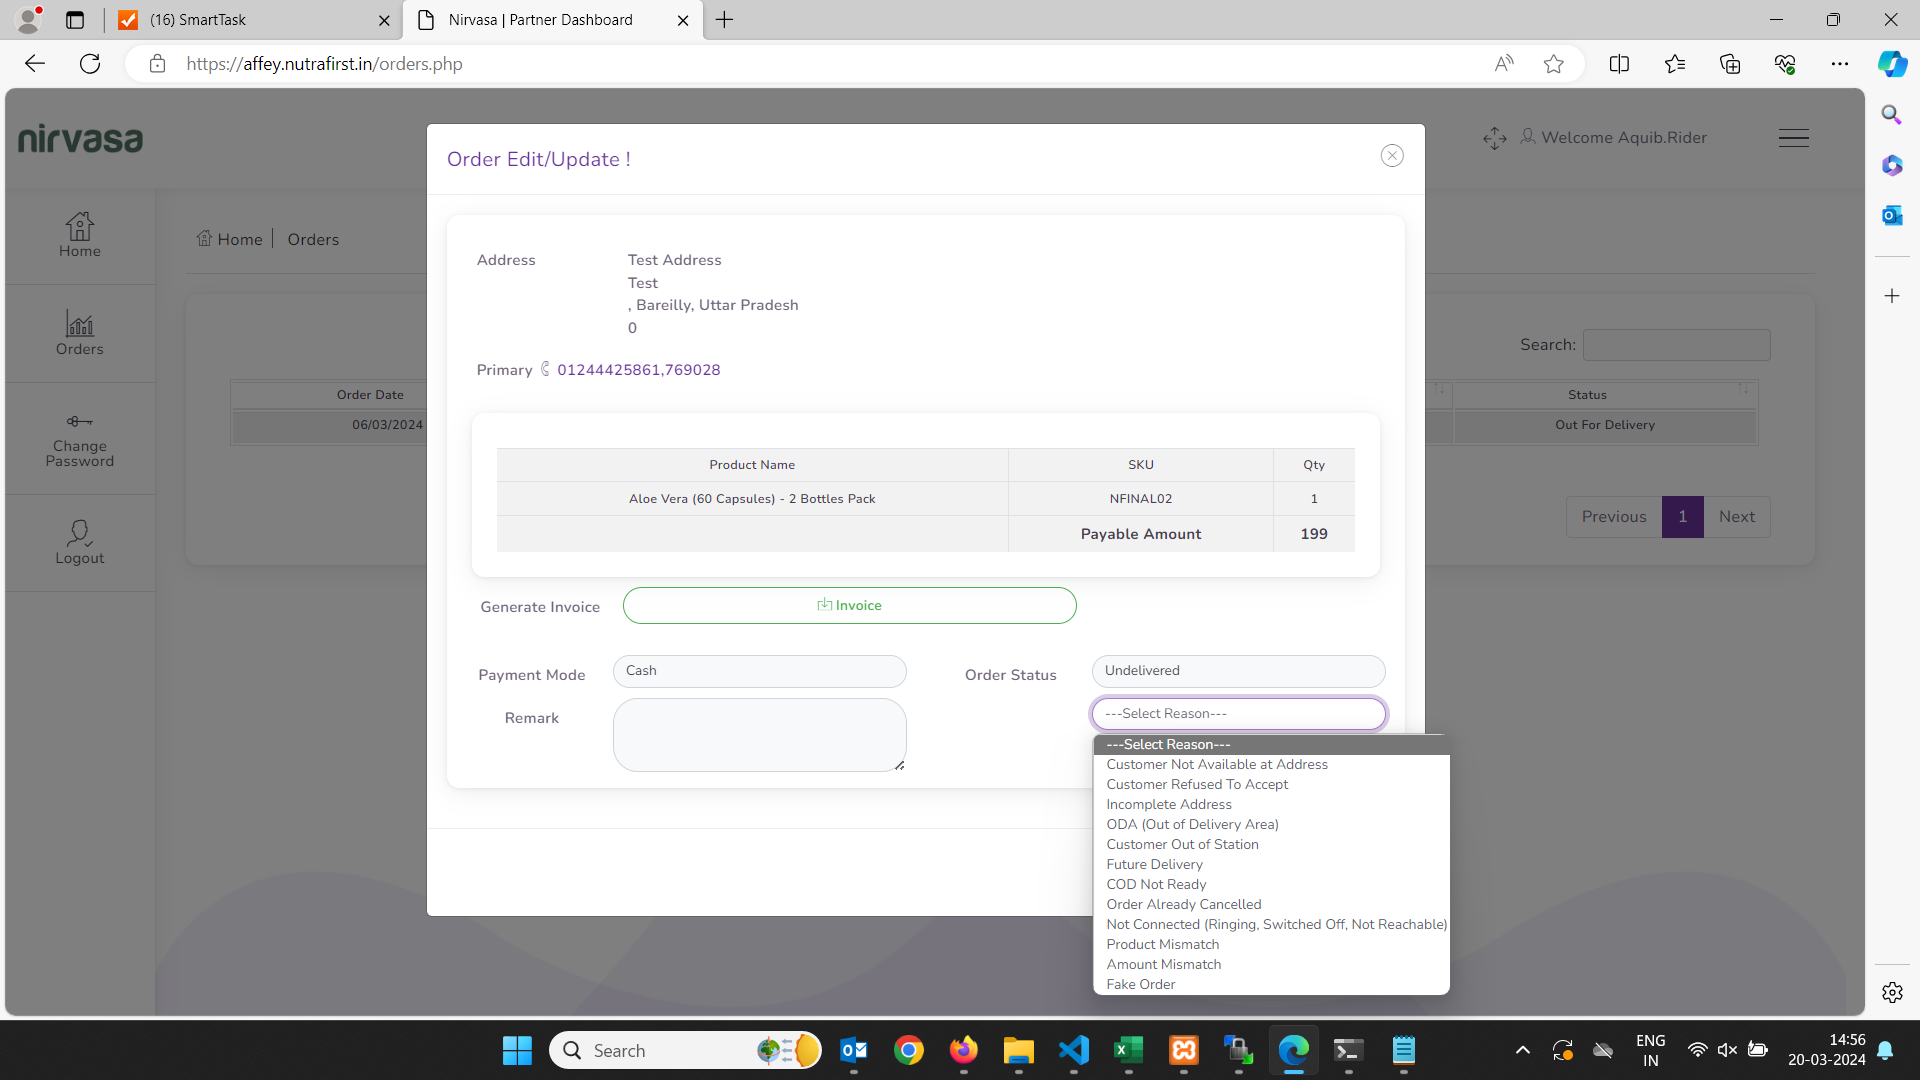 (16) SmartTask
Nirvasa | Partner Dashboard
https://affey.nutrafirst.in/orders.php
nirvasa
Welcome Aquib.Rider
Home
Orders
Change
Password
Logout
Home
Orders
Search:
Order Date
Status
06/03/2024
Out For Delivery
Previous
1
Next
Order Edit/Update !
Address
Test Address
Test
, Bareilly, Uttar Pradesh
0
Primary 01244425861,769028
Product Name SKU Qty
Aloe Vera (60 Capsules) - 2 Bottles Pack NFINAL02 1
Payable Amount 199
Generate Invoice
Invoice
Payment Mode
Cash
Order Status
Undelivered
Remark
---Select Reason---
---Select Reason---
Customer Not Available at Address
Customer Refused To Accept
Incomplete Address
ODA (Out of Delivery Area)
Customer Out of Station
Future Delivery
COD Not Ready
Order Already Cancelled
Not Connected (Ringing, Switched Off, Not Reachable)
Product Mismatch
Amount Mismatch
Fake Order
Search
ENG
IN
14:56
20-03-2024